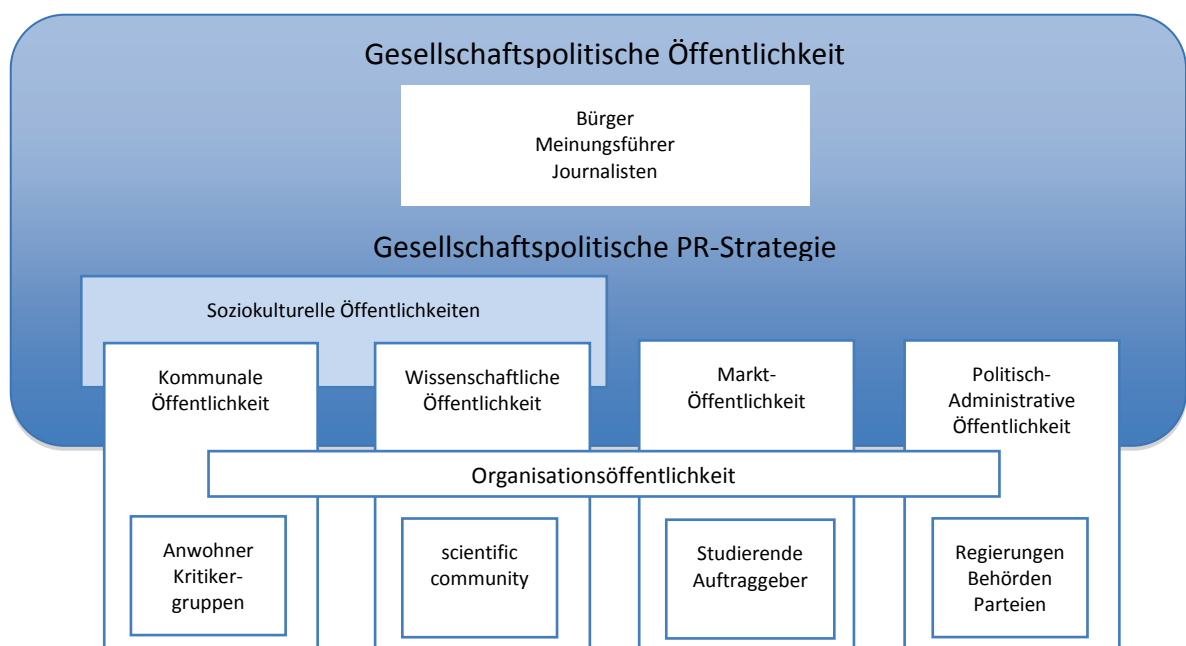 Gesellschaftspolitische Öffentlichkeit
Bürger
Meinungsführer
Journalisten
Gesellschaftspolitische PR-Strategie
Soziokulturelle Öffentlichkeiten
Kommunale
Öffentlichkeit
Wissenschaftliche
Öffentlichkeit
Markt-
Öffentlichkeit
Politisch-
Administrative
Öffentlichkeit
Organisationsöffentlichkeit
Anwohner
Kritiker-
gruppen
scientific
community
Studierende
Auftraggeber
Regierungen
Behörden
Parteien